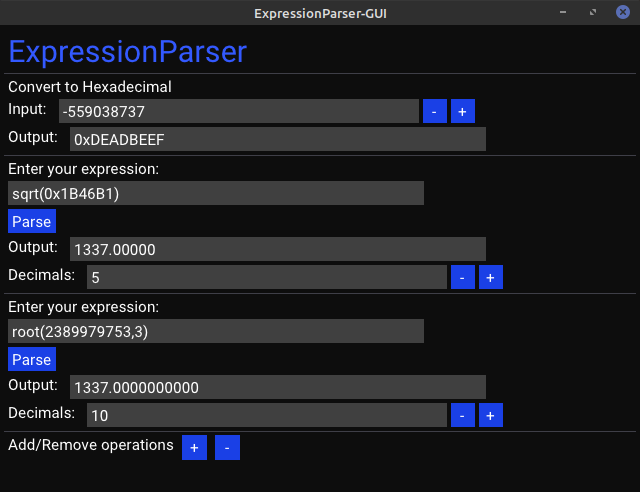 ExpressionParser-GUI
ExpressionParser
Convert to Hexadecimal
Input: -559038737 - +
Output: 0xDEADBEEF
Enter your expression:
sqrt(0x1B46B1)
Parse
Output: 1337.00000
Decimals: 5 - +
Enter your expression:
root(2389979753,3)
Parse
Output: 1337.0000000000
Decimals: 10 - +
Add/Remove operations + -